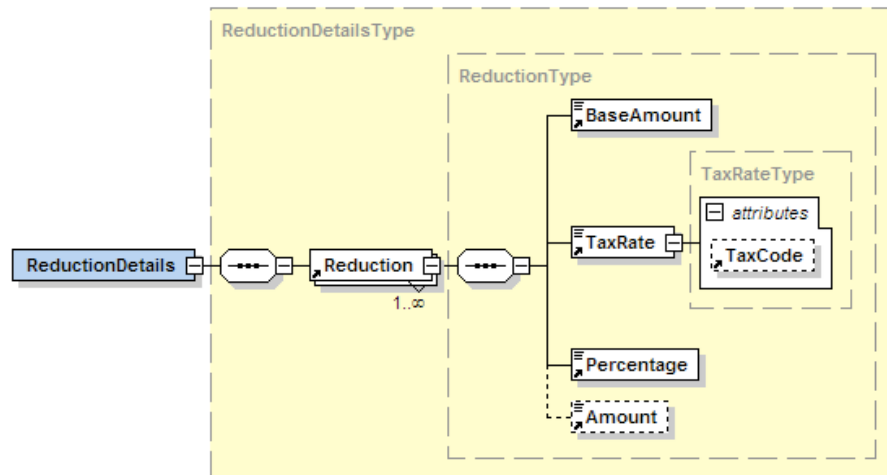 ReductionDetailsType
ReductionType
BaseAmount
TaxRateType
attributes
TaxRate
TaxCode
ReductionDetails
Reduction
1..∞
Percentage
Amount